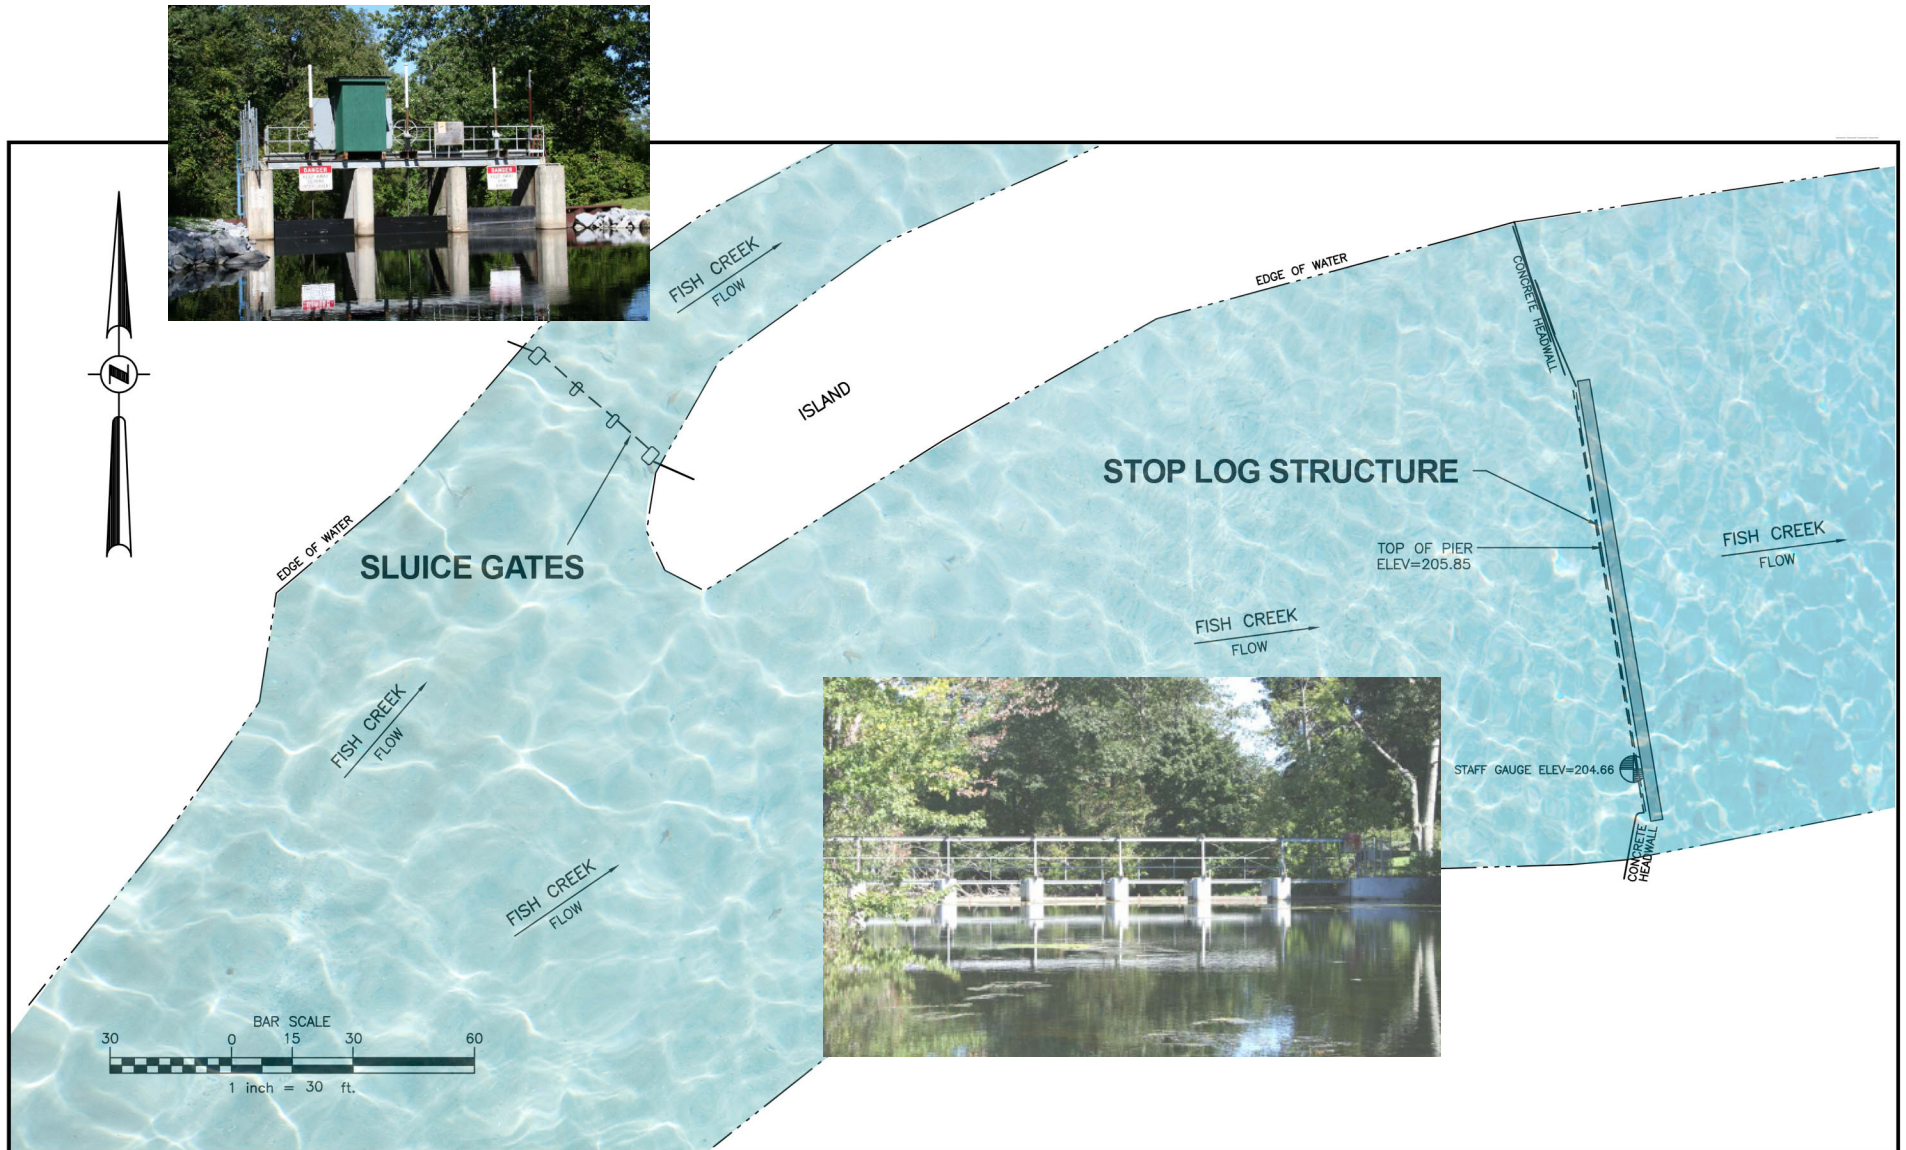 DANGER
DANGER
FISH CREEK
FLOW
EDGE OF WATER
CONCRETE HEADWALL
ISLAND
STOP LOG STRUCTURE
TOP OF PIER
ELEV=205.85
FISH CREEK
FLOW
EDGE OF WATER
SLUICE GATES
FISH CREEK
FLOW
FISH CREEK
FLOW
STAFF GAUGE ELEV=204.66
CONCRETE
HEADWALL
FISH CREEK
FLOW
N
BAR SCALE
30 0 15 30 60
1 inch = 30 ft.